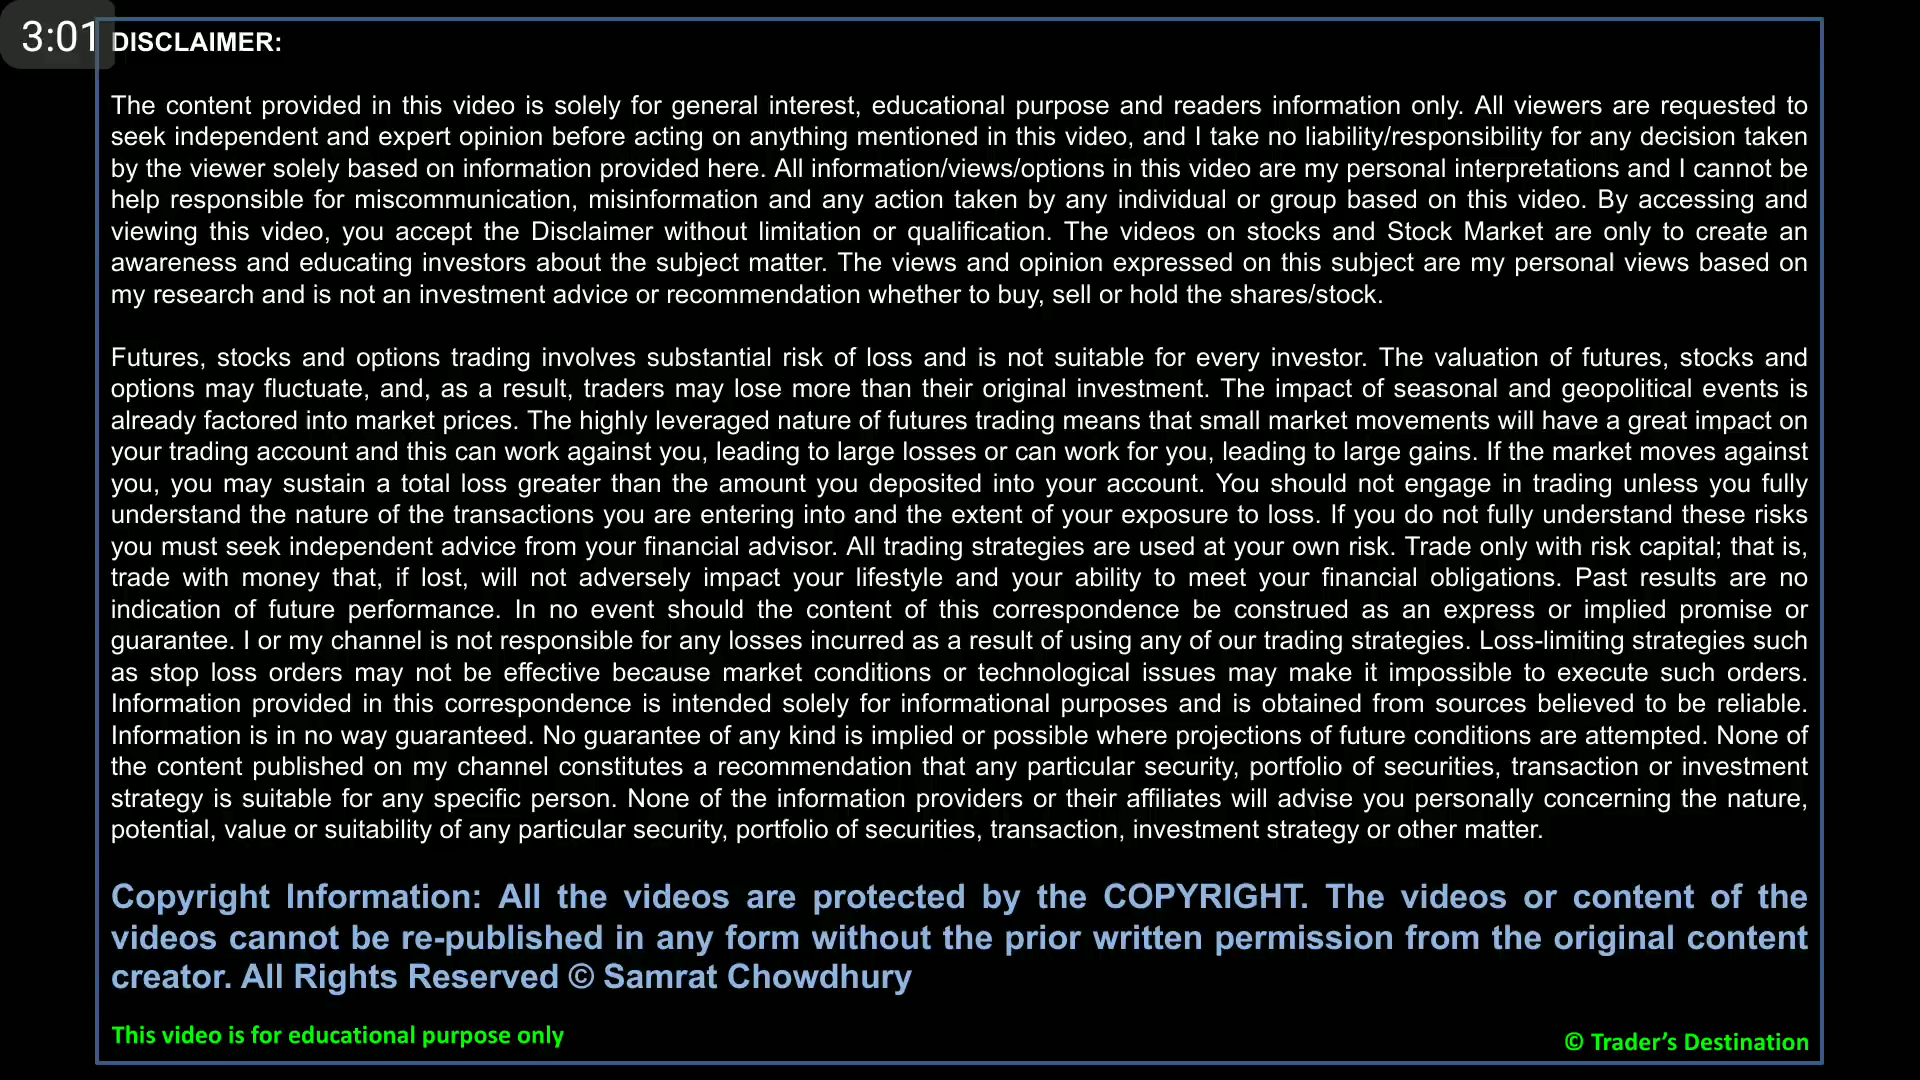 3:01
DISCLAIMER:
The content provided in this video is solely for general interest, educational purpose and readers information only. All viewers are requested to
seek independent and expert opinion before acting on anything mentioned in this video, and I take no liability/responsibility for any decision taken
by the viewer solely based on information provided here. All information/views/options in this video are my personal interpretations and I cannot be
help responsible for miscommunication, misinformation and any action taken by any individual or group based on this video. By accessing and
viewing this video, you accept the Disclaimer without limitation or qualification. The videos on stocks and Stock Market are only to create an
awareness and educating investors about the subject matter. The views and opinion expressed on this subject are my personal views based on
my research and is not an investment advice or recommendation whether to buy, sell or hold the shares/stock.
Futures, stocks and options trading involves substantial risk of loss and is not suitable for every investor. The valuation of futures, stocks and
options may fluctuate, and, as a result, traders may lose more than their original investment. The impact of seasonal and geopolitical events is
already factored into market prices. The highly leveraged nature of futures trading means that small market movements will have a great impact on
your trading account and this can work against you, leading to large losses or can work for you, leading to large gains. If the market moves against
you, you may sustain a total loss greater than the amount you deposited into your account. You should not engage in trading unless you fully
understand the nature of the transactions you are entering into and the extent of your exposure to loss. If you do not fully understand these risks
you must seek independent advice from your financial advisor. All trading strategies are used at your own risk. Trade only with risk capital; that is,
trade with money that, if lost, will not adversely impact your lifestyle and your ability to meet your financial obligations. Past results are no
indication of future performance. In no event should the content of this correspondence be construed as an express or implied promise or
guarantee. I or my channel is not responsible for any losses incurred as a result of using any of our trading strategies. Loss-limiting strategies such
as stop loss orders may not be effective because market conditions or technological issues may make it impossible to execute such orders.
Information provided in this correspondence is intended solely for informational purposes and is obtained from sources believed to be reliable.
Information is in no way guaranteed. No guarantee of any kind is implied or possible where projections of future conditions are attempted. None of
the content published on my channel constitutes a recommendation that any particular security, portfolio of securities, transaction or investment
strategy is suitable for any specific person. None of the information providers or their affiliates will advise you personally concerning the nature,
potential, value or suitability of any particular security, portfolio of securities, transaction, investment strategy or other matter.
Copyright Information: All the videos are protected by the COPYRIGHT. The videos or content of the
videos cannot be re-published in any form without the prior written permission from the original content
creator. All Rights Reserved © Samrat Chowdhury
This video is for educational purpose only
© Trader’s Destination